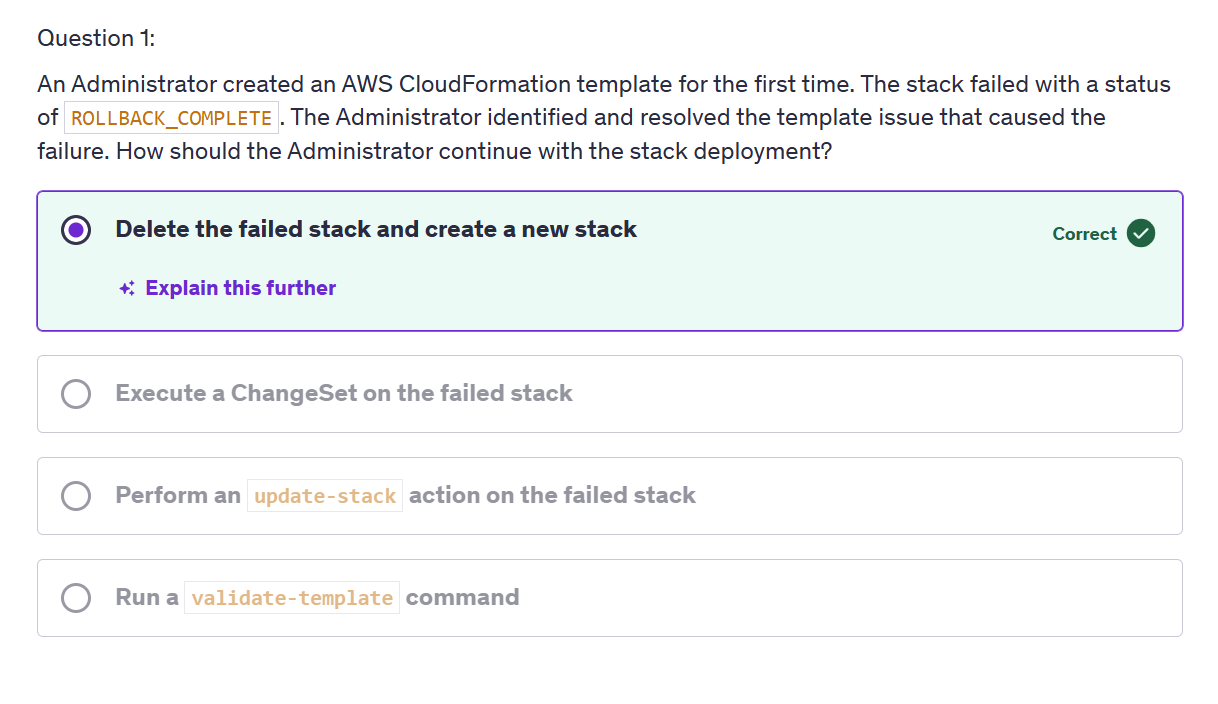 Question 1:
An Administrator created an AWS CloudFormation template for the first time. The stack failed with a status
of ROLLBACK_COMPLETE. The Administrator identified and resolved the template issue that caused the
failure. How should the Administrator continue with the stack deployment?
Delete the failed stack and create a new stack
Correct
Explain this further
Execute a ChangeSet on the failed stack
Perform an update-stack action on the failed stack
Run a validate-template command